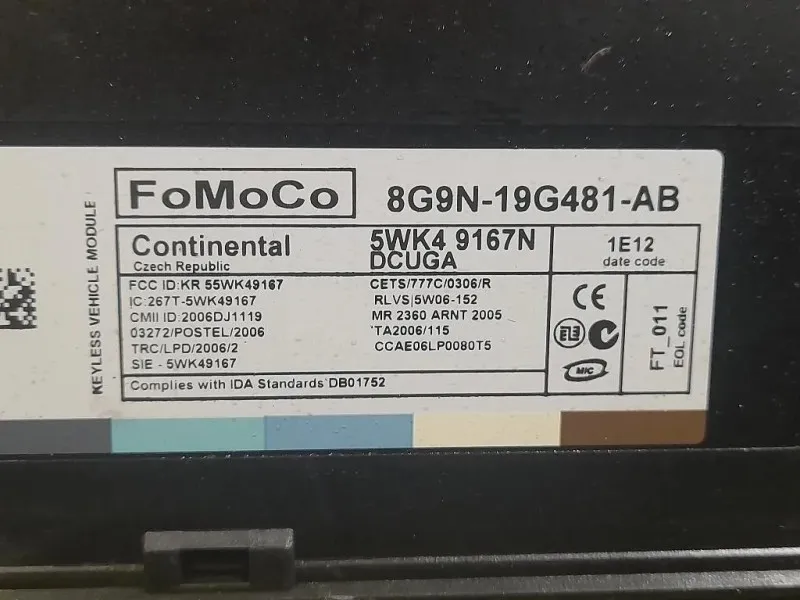 FoMoCo 8G9N-19G481-AB
KEYLESS VEHICLE MODULE
Continental
Czech Republic
5WK4 9167N
DCUGA
1E12
date code
FCC ID:KR 55WK49167
IC:267T-5WK49167
CMII ID:2006DJ1119
03272/POSTEL/2006
TRC/LPD/2006/2
SIE - 5WK49167
CETS/777C/0306/R
RLVS|5W06-152
MR 2360 ARNT 2005
TA2006/115
CCAE06LP0080T5
Complies with IDA Standards DB01752
CE
MIC
FT_011
EOL code